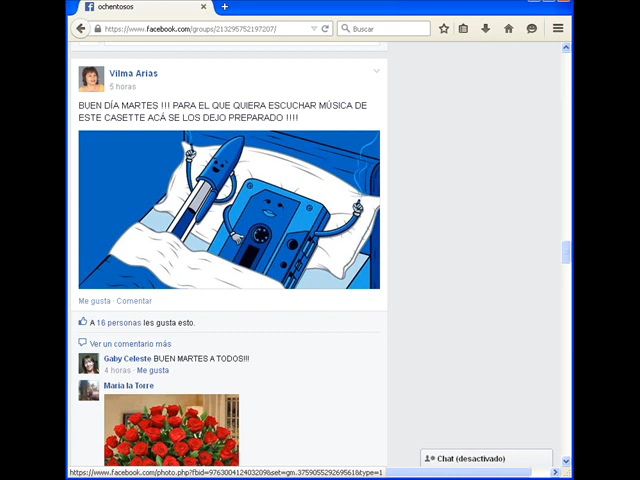 ochentosos
https://www.facebook.com/groups/213295752197207/
Buscar
Vilma Arias
5 horas
BUEN DÍA MARTES !!! PARA EL QUE QUIERA ESCUCHAR MÚSICA DE
ESTE CASETTE ACÁ SE LOS DEJO PREPARADO !!!!
Me gusta · Comentar
A 16 personas les gusta esto.
Ver un comentario más
Gaby Celeste BUEN MARTES A TODOS!!!
4 horas · Me gusta
María la Torre
Chat (desactivado)
https://www.facebook.com/photo.php?fbid=976300412403209&set=gm.375905529269561&type=1